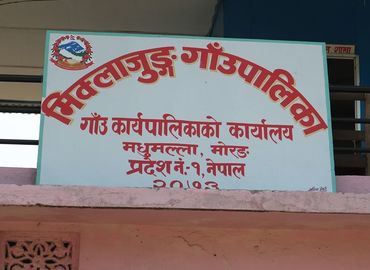 मिक्लाजुङ्ग गाँउपालिका
गाँउ कार्यपालिकाको कार्यालय
मधुमल्ला, मोरङ
प्रदेश नं.-१, नेपाल
२०७३